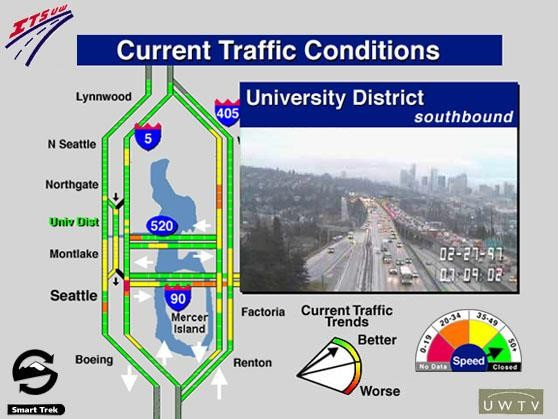 ITS UW
Current Traffic Conditions
Lynnwood
405
University District
southbound
N Seattle
5
Northgate
Univ Dist
520
Montlake
02-27-97
07:09:02
Seattle
90
Mercer
Island
Factoria
Current Traffic
Trends
Better
Worse
0-19
20-34
35-49
50+
No Data
Speed
Closed
Boeing
Renton
Smart Trek
UWTV